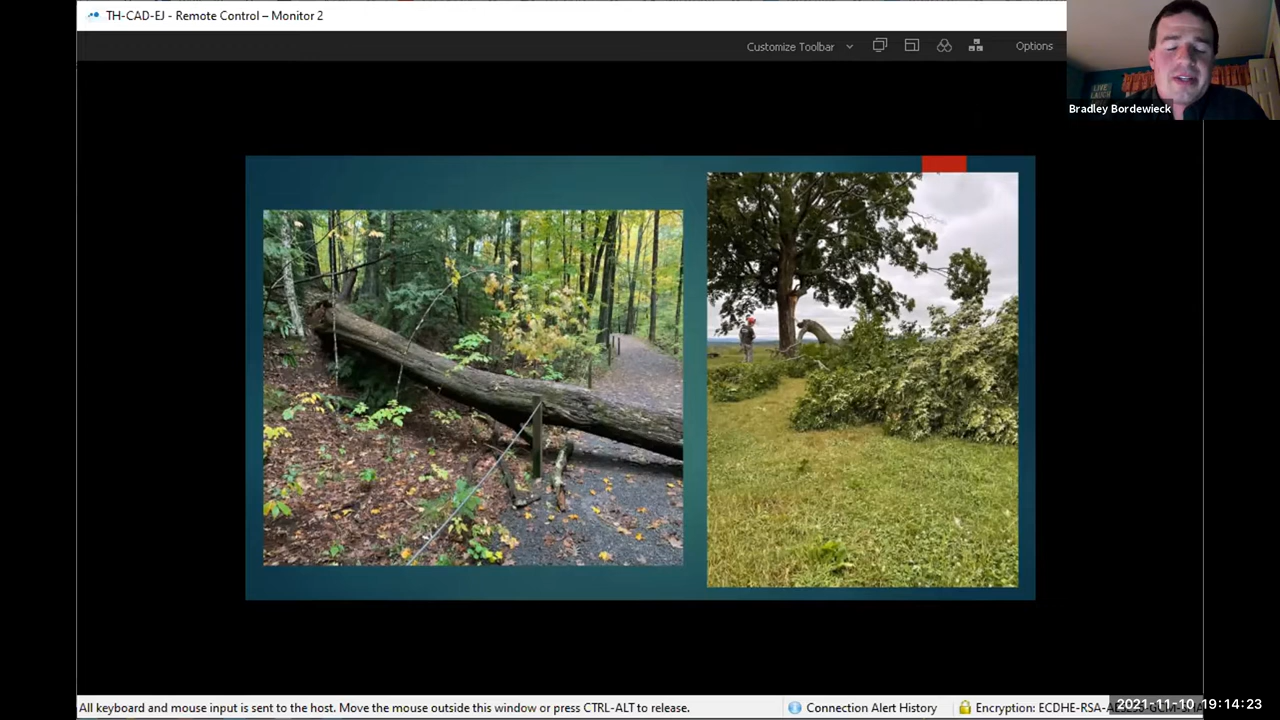 TH-CAD-EJ - Remote Control – Monitor 2
Customize Toolbar
Options
LIVE
LAUGH
Bradley Bordewieck
All keyboard and mouse input is sent to the host. Move the mouse outside this window or press CTRL-ALT to release.
Connection Alert History
Encryption: ECDHE-RSA-
2021-11-10 19:14:23